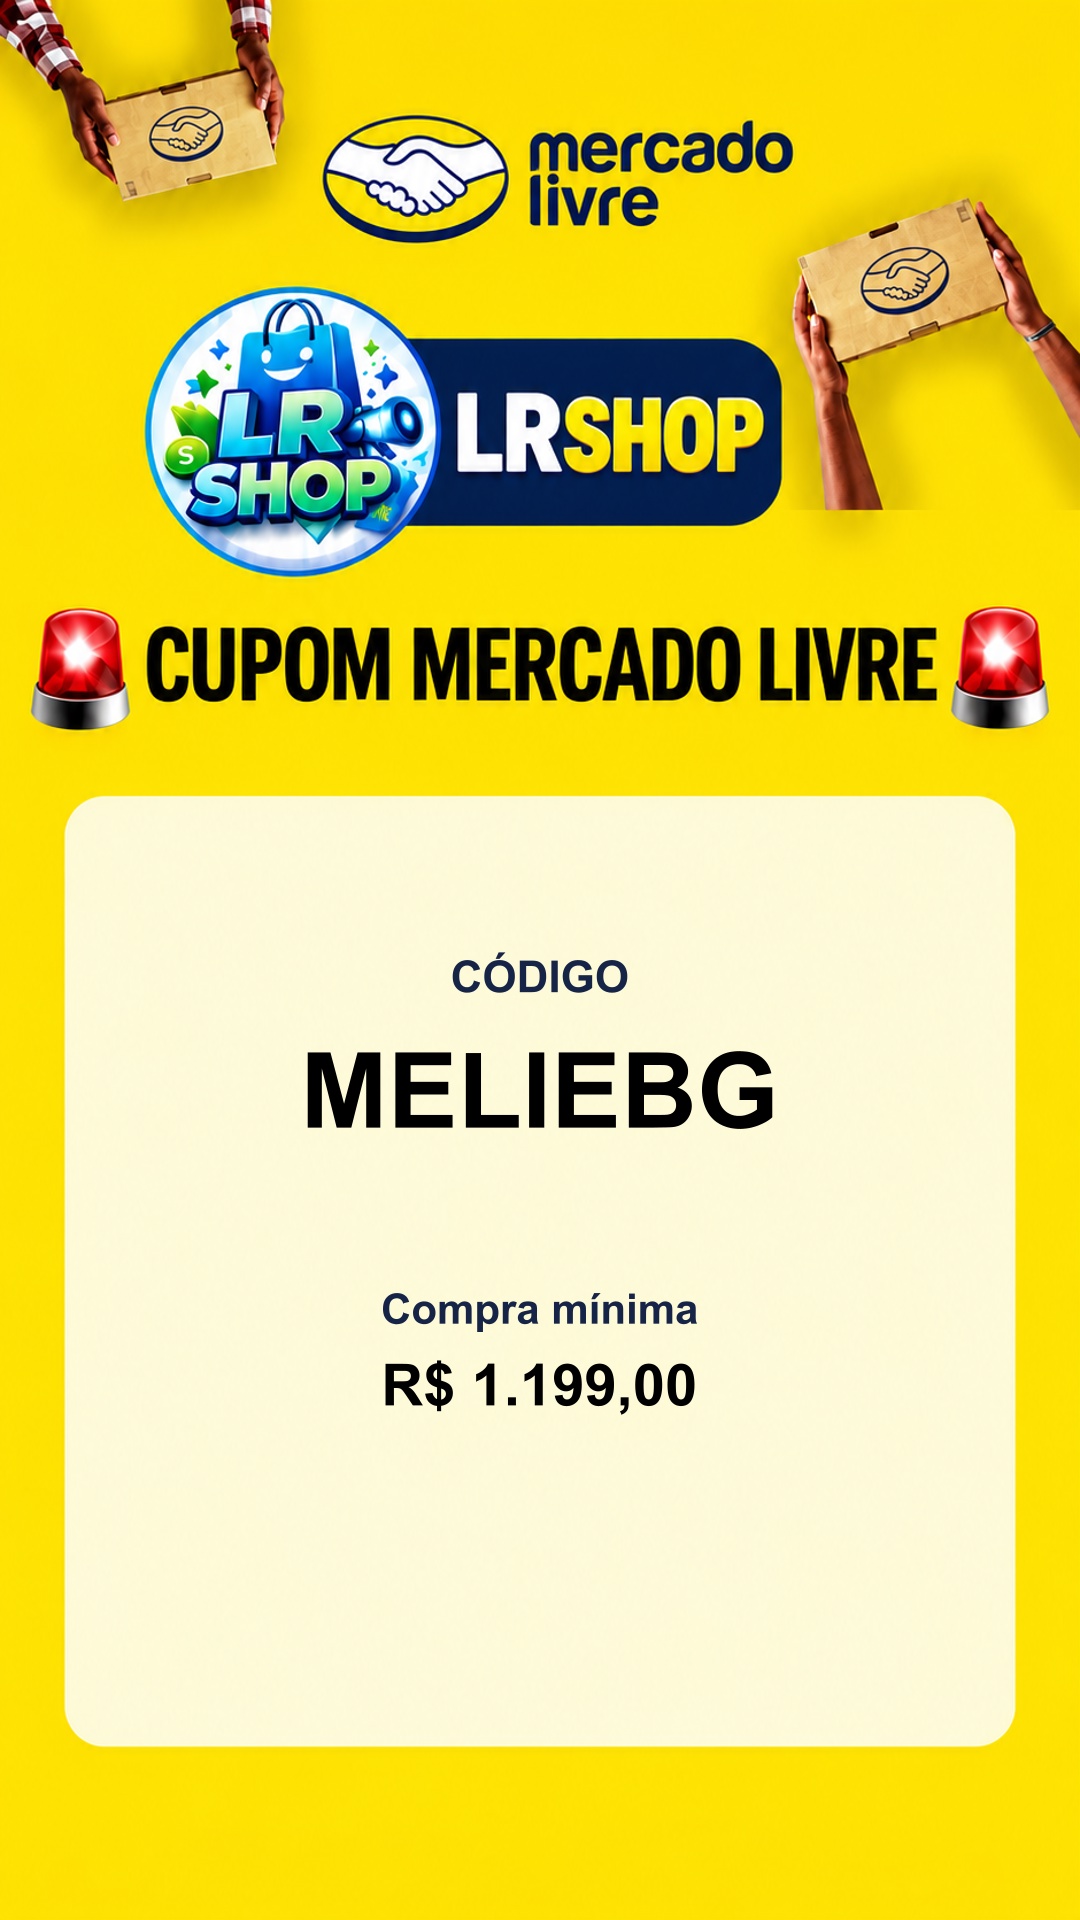 mercado
livre
LR
SHOP
S
LRSHOP
CUPOM MERCADO LIVRE
CÓDIGO
MELIEBG
Compra mínima
R$ 1.199,00